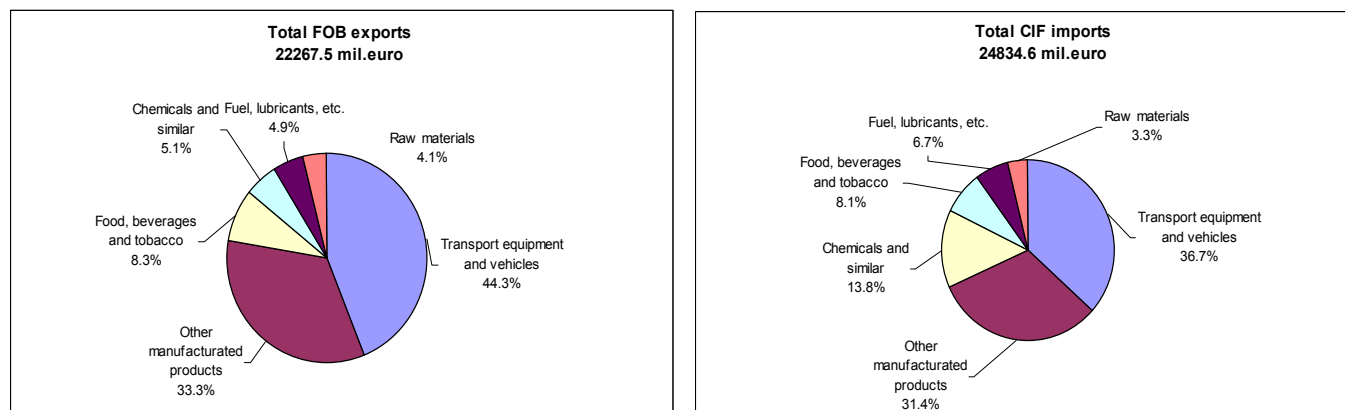 Total FOB exports
22267.5 mil.euro
Chemicals and
similar
5.1%
Fuel, lubricants, etc.
4.9%
Raw materials
4.1%
Food, beverages
and tobacco
8.3%
Transport equipment
and vehicles
44.3%
Other
manufacturated
products
33.3%
Total CIF imports
24834.6 mil.euro
Fuel, lubricants, etc.
6.7%
Raw materials
3.3%
Food, beverages
and tobacco
8.1%
Transport equipment
and vehicles
36.7%
Chemicals and
similar
13.8%
Other
manufacturated
products
31.4%